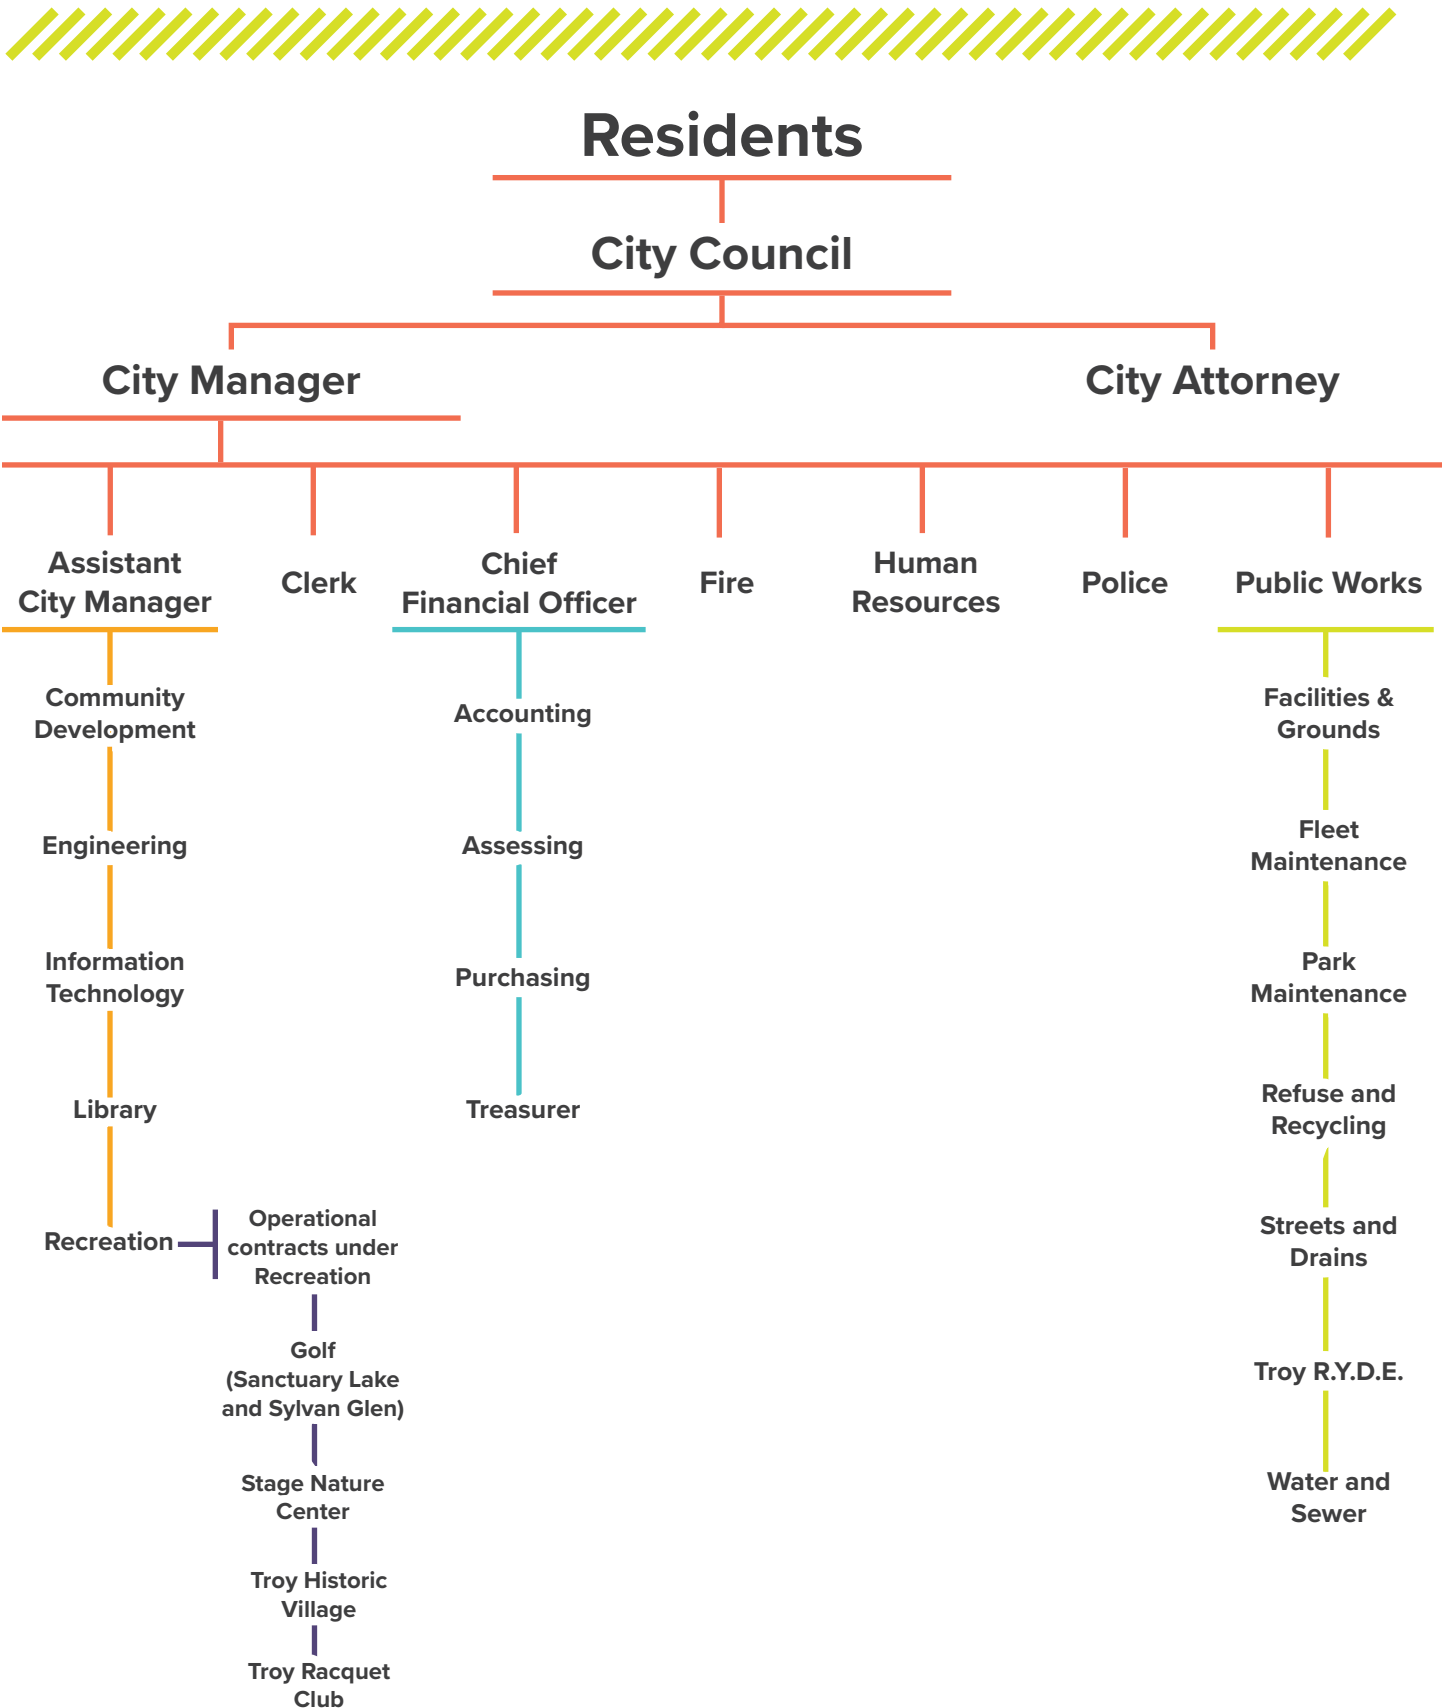 Residents
City Council
City Manager
City Attorney
Assistant
City Manager
Clerk
Chief
Financial Officer
Fire
Human
Resources
Police
Public Works
Community
Development
Engineering
Information
Technology
Library
Recreation
Operational
contracts under
Recreation
Golf
(Sanctuary Lake
and Sylvan Glen)
Stage Nature
Center
Troy Historic
Village
Troy Racquet
Club
Accounting
Assessing
Purchasing
Treasurer
Facilities &
Grounds
Fleet
Maintenance
Park
Maintenance
Refuse and
Recycling
Streets and
Drains
Troy R.Y.D.E.
Water and
Sewer